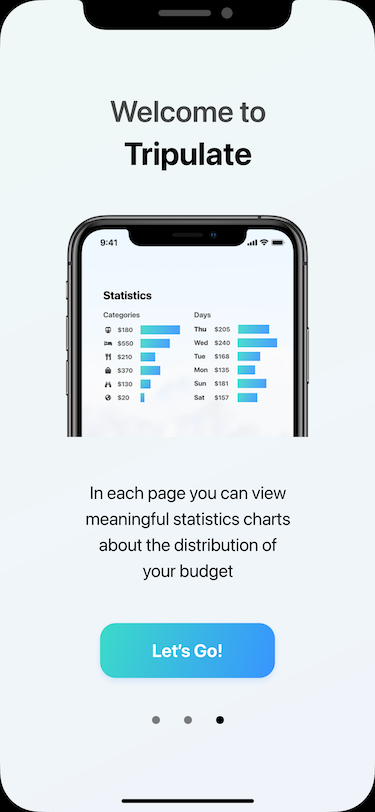 Welcome to
Tripulate
9:41
Statistics
Categories Days
$180 Thu $205
$550 Wed $240
$210 Tue $168
$370 Mon $135
$130 Sun $181
$20 Sat $157
In each page you can view
meaningful statistics charts
about the distribution of
your budget
Let's Go!